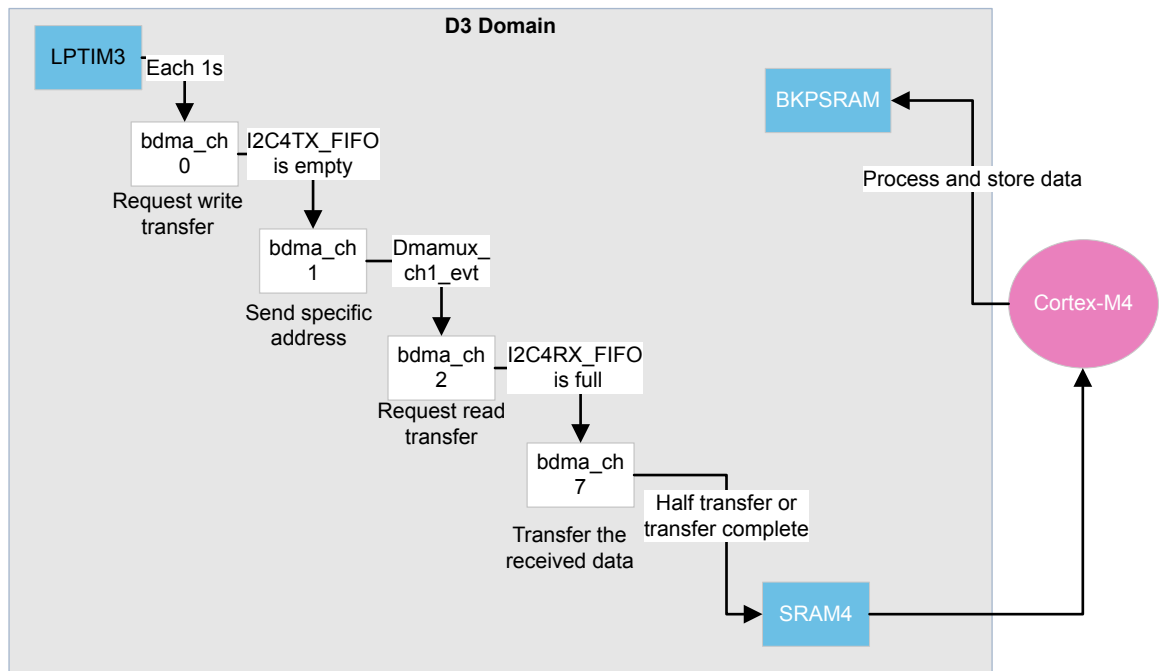 D3 Domain
LPTIM3
Each 1s
BKPSRAM
bdma_ch
0
I2C4TX_FIFO
is empty
Request write
transfer
Process and store data
bdma_ch
1
Dmamux_
ch1_evt
Send specific
address
Cortex-M4
bdma_ch
2
I2C4RX_FIFO
is full
Request read
transfer
bdma_ch
7
Half transfer or
transfer complete
Transfer the
received data
SRAM4